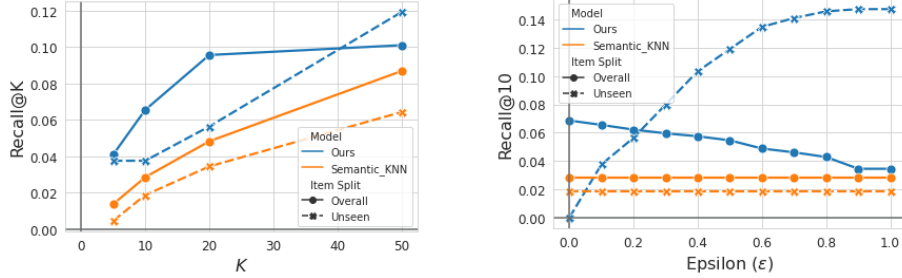 Recall@K
0.12
0.10
0.08
0.06
0.04
0.02
0.00
0
10
20
30
40
50
K
Model
Ours
Semantic_KNN
Item Split
Overall
Unseen
Recall@10
0.14
0.12
0.10
0.08
0.06
0.04
0.02
0.00
0.0
0.2
0.4
0.6
0.8
1.0
Epsilon (ε)
Model
Ours
Semantic_KNN
Item Split
Overall
Unseen